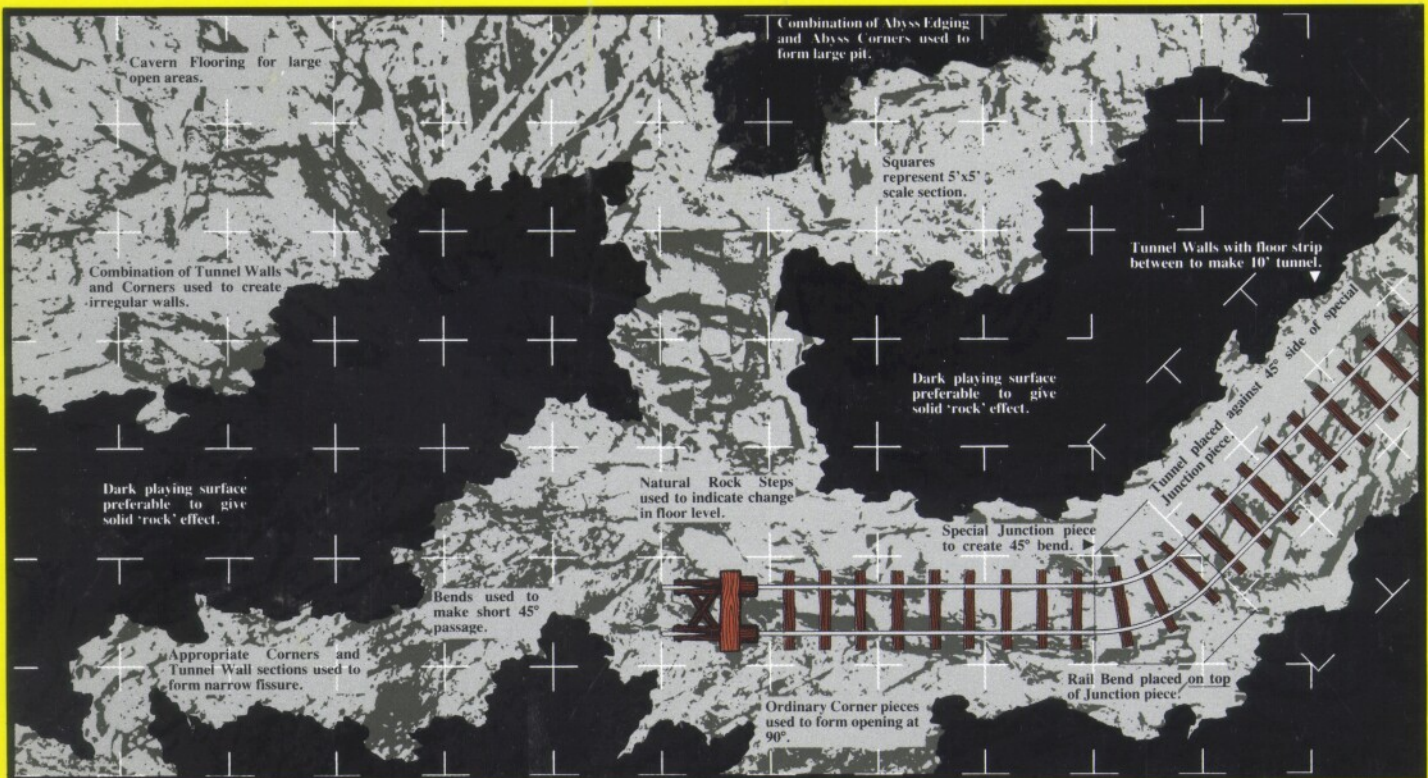 Cavern Flooring for large
open areas.
Combination of Abyss Edging
and Abyss Corners used to
form large pit.
Squares
represent 5'x5'
scale section.
Combination of Tunnel Walls
and Corners used to create
irregular walls.
Tunnel Walls with floor strip
between to make 10' tunnel.
Dark playing surface
preferable to give
solid 'rock' effect.
Tunnel placed against 45° side of special
Junction piece.
Dark playing surface
preferable to give
solid 'rock' effect.
Natural Rock Steps
used to indicate change
in floor level.
Special Junction piece
to create 45° bend.
Bends used to
make short 45°
passage.
Appropriate Corners and
Tunnel Wall sections used to
form narrow fissure.
Rail Bend placed on top
of Junction piece.
Ordinary Corner pieces
used to form opening at
90°.